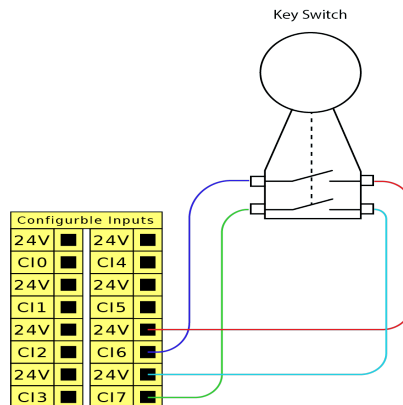 Key Switch
Configurble Inputs
24V 24V
CI0 CI4
24V 24V
CI1 CI5
24V 24V
CI2 CI6
24V 24V
CI3 CI7